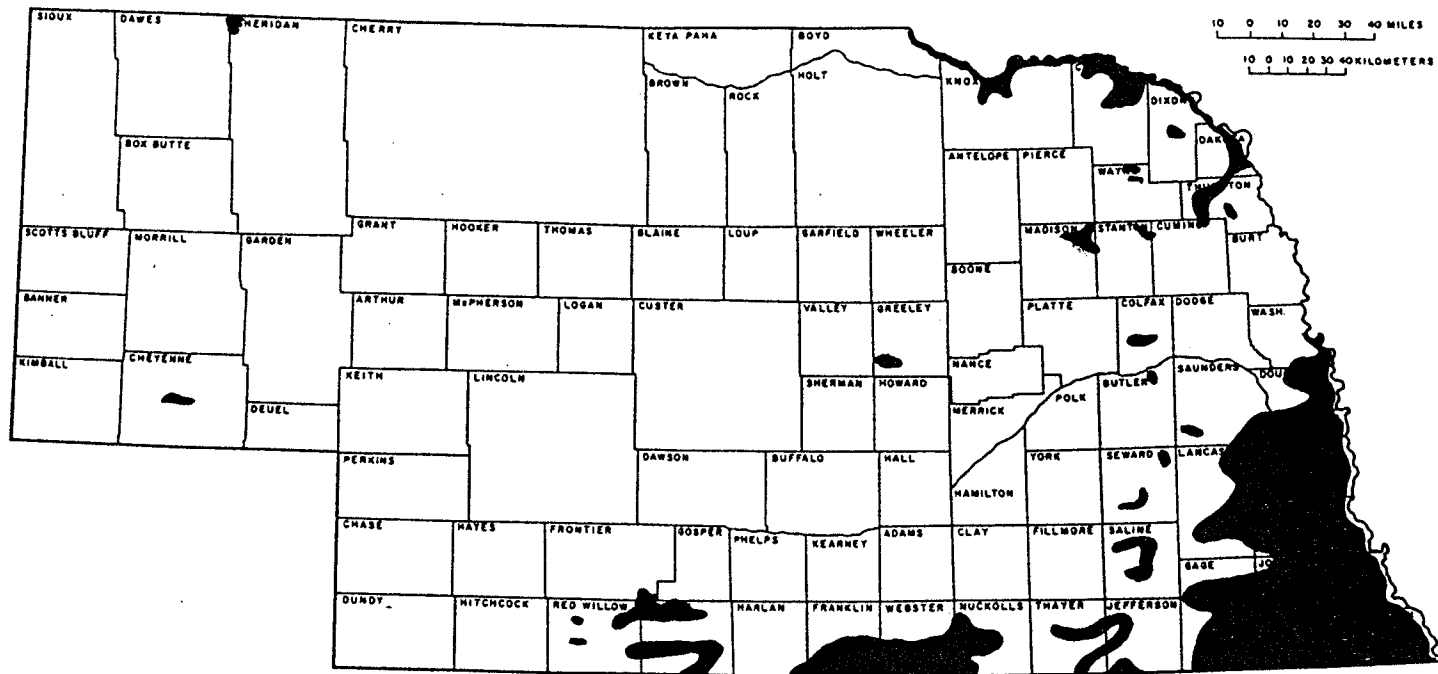 10 0 10 20 30 40 MILES
10 0 10 20 30 40 KILOMETERS
SIOUX
DAWES
SHERIDAN
CHERRY
KEYA PAHA
BOYD
BROWN
ROCK
HOLT
KNOX
DIXON
DAKOTA
BOX BUTTE
ANTELOPE
PIERCE
WAYNE
THURSTON
SCOTTS BLUFF
MORRILL
GARDEN
GRANT
HOOKER
THOMAS
BLAINE
LOUP
GARFIELD
WHEELER
MADISON
STANTON
CUMING
BURT
BOONE
BANNER
ARTHUR
McPHERSON
LOGAN
CUSTER
VALLEY
GREELEY
PLATTE
COLFAX
DODGE
WASH.
KIMBALL
CHEYENNE
KEITH
LINCOLN
SHERMAN
HOWARD
NANCE
BUTLER
SAUNDERS
DOU
DEUEL
MERRICK
POLK
PERKINS
DAWSON
BUFFALO
HALL
HAMILTON
YORK
SEWARD
LANCAS
CHASE
HAYES
FRONTIER
GOSPER
PHELPS
KEARNEY
ADAMS
CLAY
FILLMORE
SALINE
GAGE
JO
DUNDY
HITCHCOCK
RED WILLOW
HARLAN
FRANKLIN
WEBSTER
NUCKOLLS
THAYER
JEFFERSON